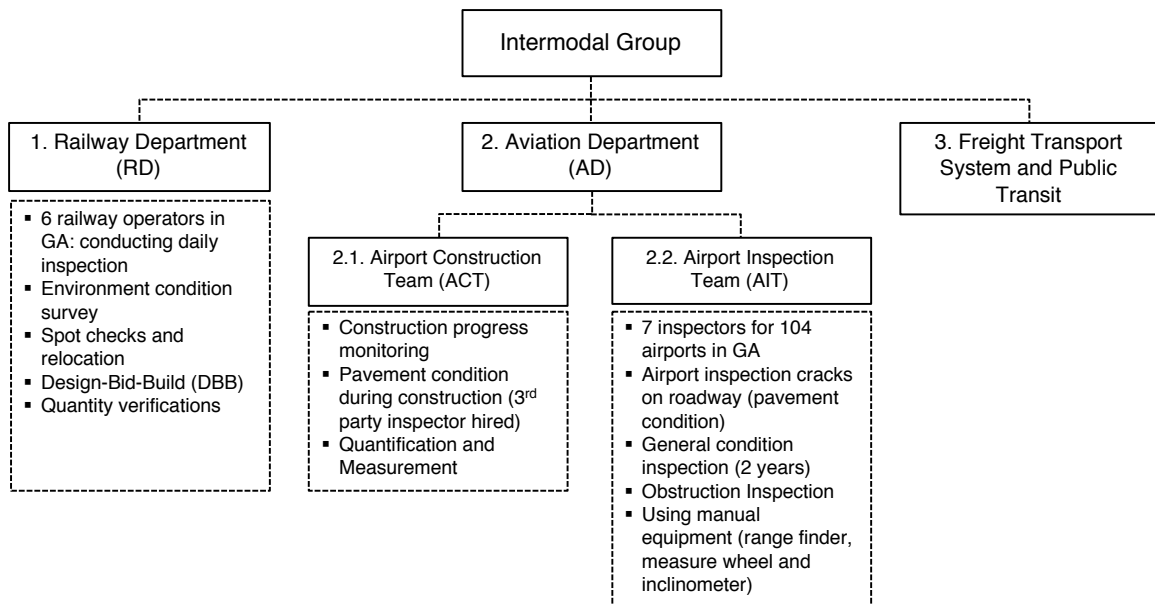 Intermodal Group
1. Railway Department
(RD)
2. Aviation Department
(AD)
3. Freight Transport
System and Public
Transit
▪ 6 railway operators in
GA: conducting daily
inspection
▪ Environment condition
survey
▪ Spot checks and
relocation
▪ Design-Bid-Build (DBB)
▪ Quantity verifications
2.1. Airport Construction
Team (ACT)
▪ Construction progress
monitoring
▪ Pavement condition
during construction (3rd
party inspector hired)
▪ Quantification and
Measurement
2.2. Airport Inspection
Team (AIT)
▪ 7 inspectors for 104
airports in GA
▪ Airport inspection cracks
on roadway (pavement
condition)
▪ General condition
inspection (2 years)
▪ Obstruction Inspection
▪ Using manual
equipment (range finder,
measure wheel and
inclinometer)